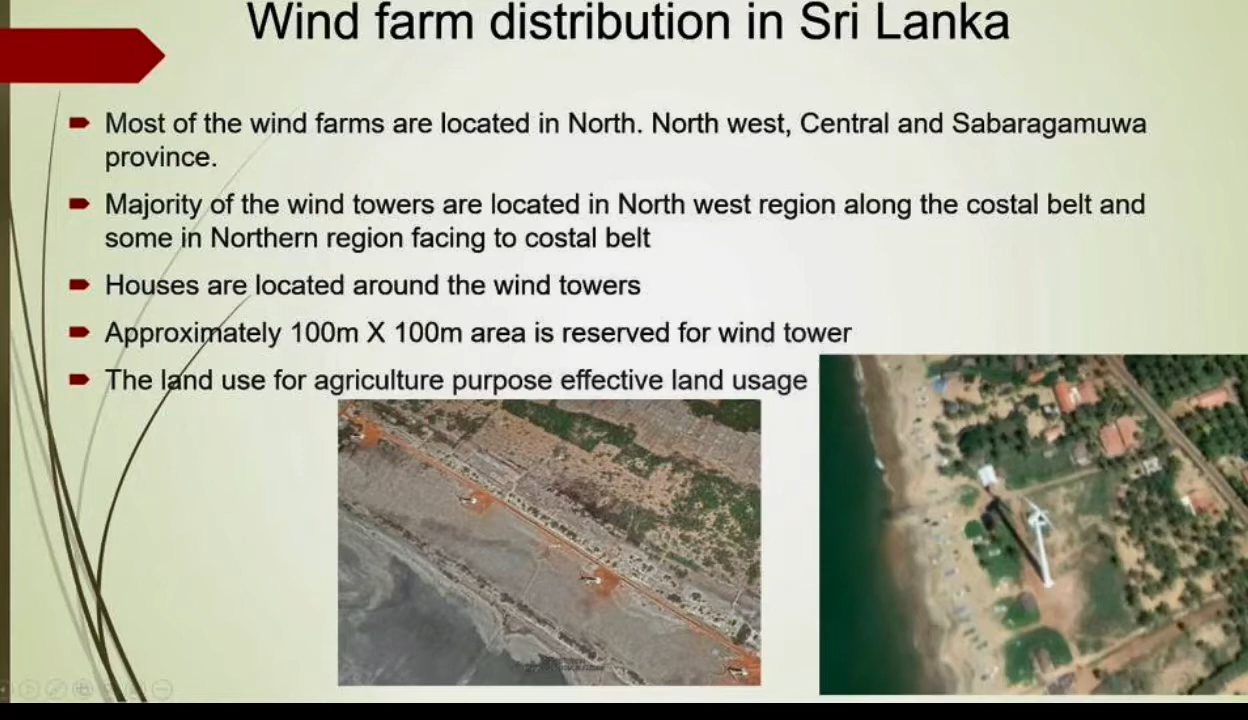 Wind farm distribution in Sri Lanka
Most of the wind farms are located in North. North west, Central and Sabaragamuwa
province.
Majority of the wind towers are located in North west region along the costal belt and
some in Northern region facing to costal belt
Houses are located around the wind towers
Approximately 100m X 100m area is reserved for wind tower
The land use for agriculture purpose effective land usage